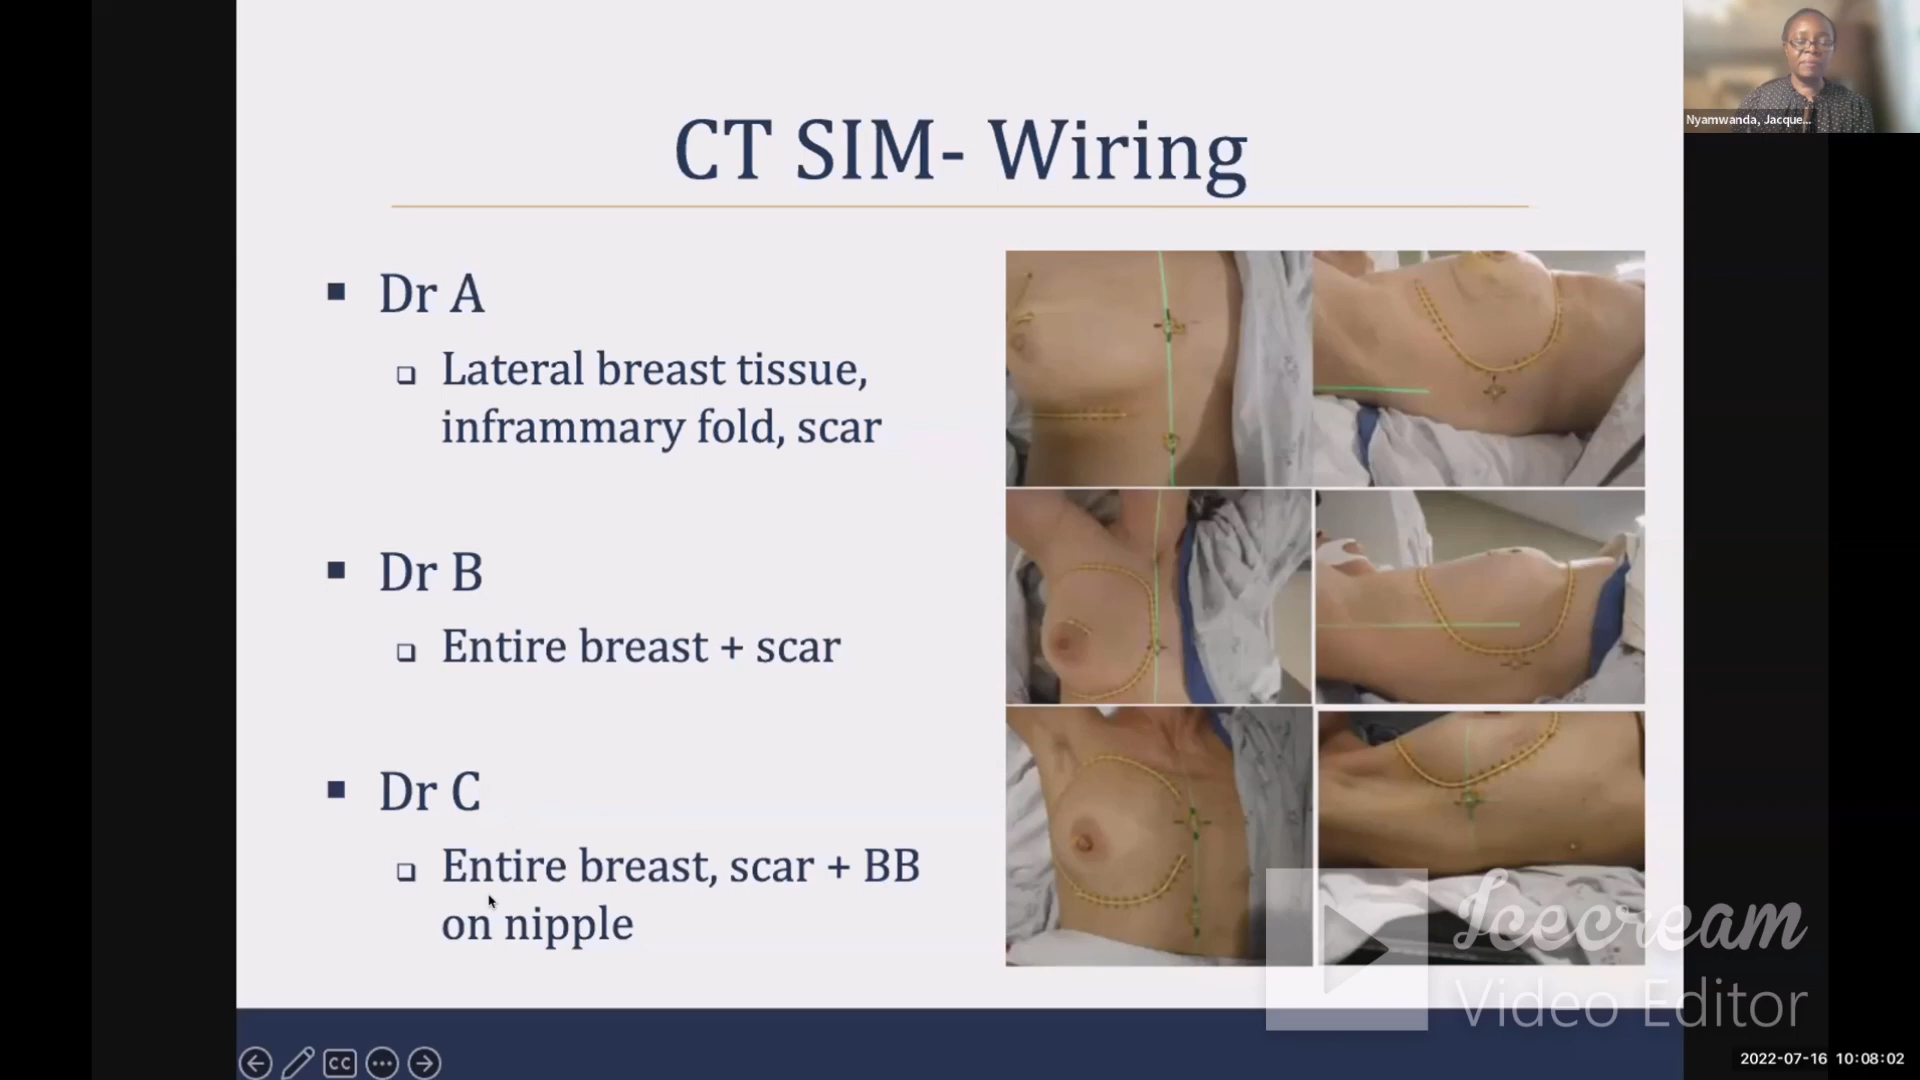 CT SIM- Wiring
Nyamwanda, Jacque...
Dr A
Lateral breast tissue,
inframmary fold, scar
Dr B
Entire breast + scar
Dr C
Entire breast, scar + BB
on nipple
Icecream
Video Editor
CC
2022-07-16 10:08:02